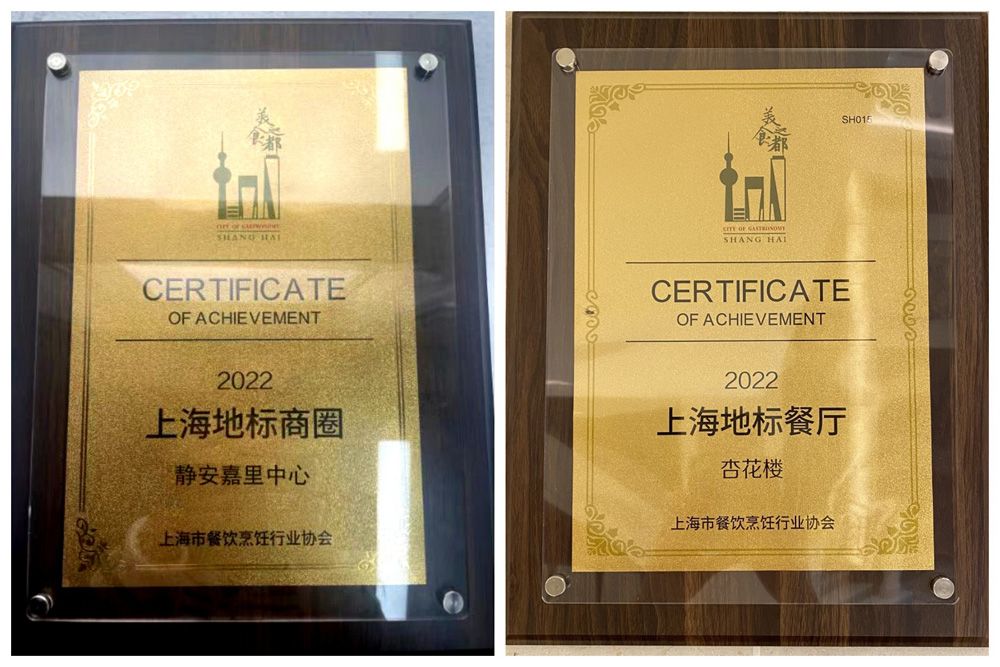 美食之都
CITY OF GASTRONOMY
SHANG HAI
CERTIFICATE
OF ACHIEVEMENT
2022
上海地标商圈
静安嘉里中心
上海市餐饮烹饪行业协会
SH015
美食之都
CITY OF GASTRONOMY
SHANG HAI
CERTIFICATE
OF ACHIEVEMENT
2022
上海地标餐厅
杏花楼
上海市餐饮烹饪行业协会